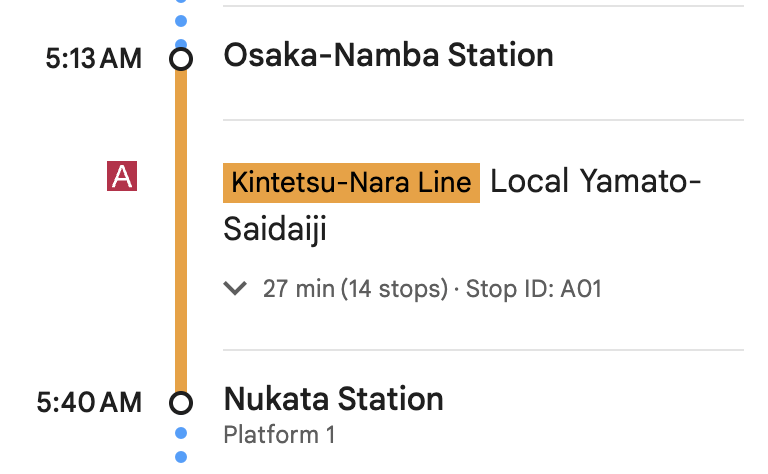 5:13 AM Osaka-Namba Station
A
Kintetsu-Nara Line Local Yamato-
Saidaiji
27 min (14 stops) · Stop ID: A01
5:40 AM Nukata Station
Platform 1